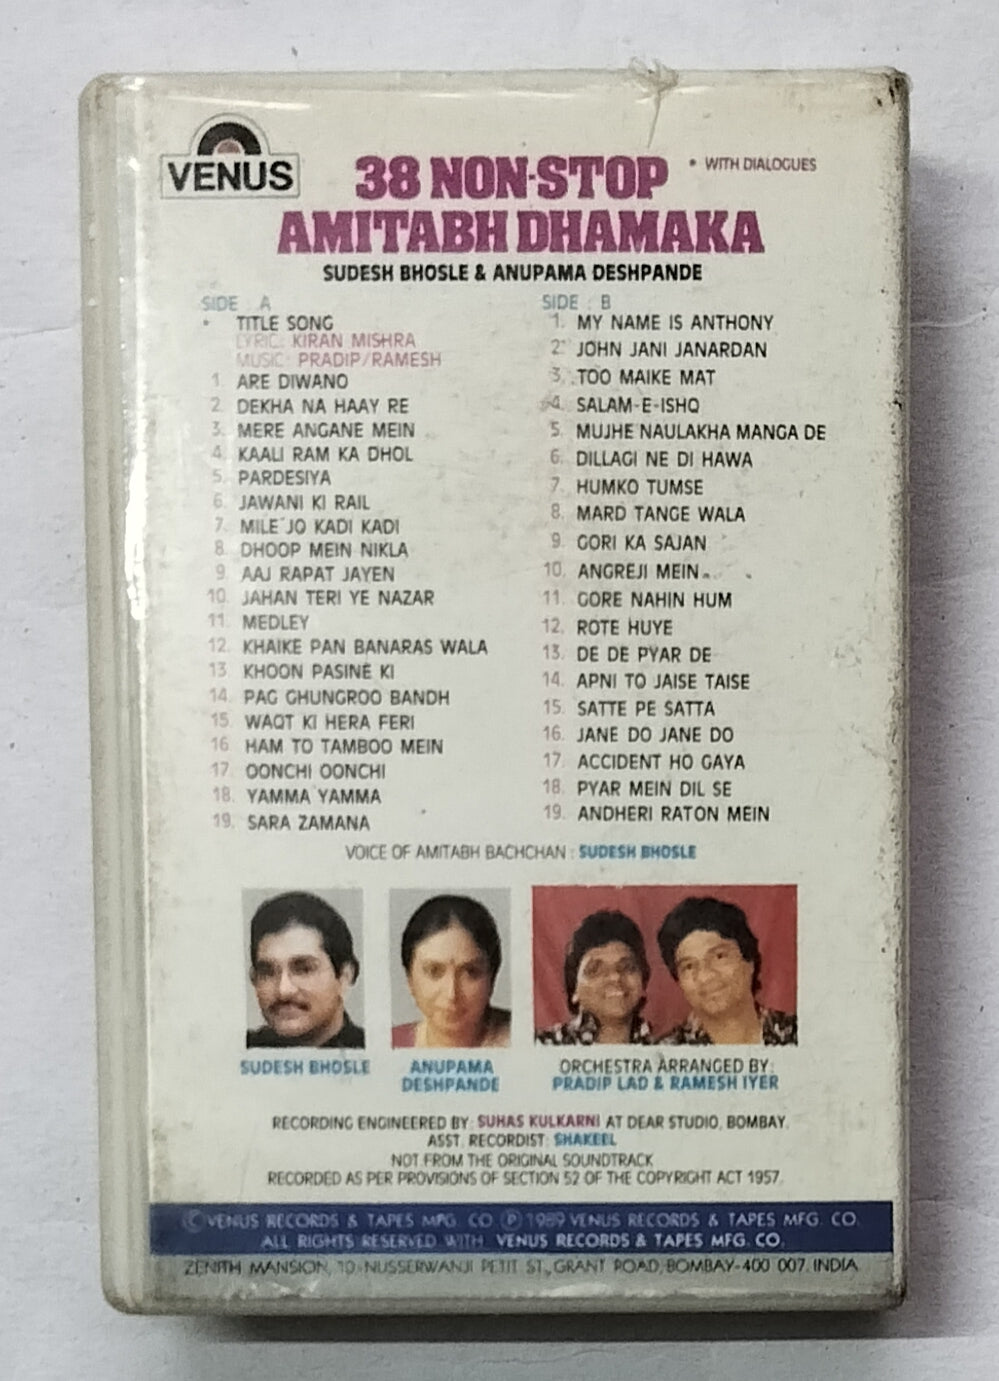 VENUS
38 NON-STOP
• WITH DIALOGUES
AMITABH DHAMAKA
SUDESH BHOSLE & ANUPAMA DESHPANDE
SIDE : A
• TITLE SONG
LYRIC: KIRAN MISHRA
MUSIC: PRADIP/RAMESH
1. ARE DIWANO
2. DEKHA NA HAAY RE
3. MERE ANGANE MEIN
4. KAALI RAM KA DHOL
5. PARDESIYA
6. JAWANI KI RAIL
7. MILE JO KADI KADI
8. DHOOP MEIN NIKLA
9. AAJ RAPAT JAYEN
10. JAHAN TERI YE NAZAR
11. MEDLEY
12. KHAIKE PAN BANARAS WALA
13. KHOON PASINE KI
14. PAG GHUNGROO BANDH
15. WAQT KI HERA FERI
16 HAM TO TAMBOO MEIN
17. OONCHI OONCHI
18. YAMMA YAMMA
19. SARA ZAMANA
SIDE : B
1. MY NAME IS ANTHONY
2. JOHN JANI JANARDAN
3. TOO MAIKE MAT
4. SALAM-E-ISHQ
5. MUJHE NAULAKHA MANGA DE
6. DILLAGI NE DI HAWA
7. HUMKO TUMSE
8. MARD TANGE WALA
9. GORI KA SAJAN
10. ANGREJI MEIN
11. GORE NAHIN HUM
12. ROTE HUYE
13. DE DE PYAR DE
14. APNI TO JAISE TAISE
15. SATTE PE SATTA
16. JANE DO JANE DO
17. ACCIDENT HO GAYA
18. PYAR MEIN DIL SE
19. ANDHERI RATON MEIN
VOICE OF AMITABH BACHCHAN : SUDESH BHOSLE
SUDESH BHOSLE
ANUPAMA
DESHPANDE
ORCHESTRA ARRANGED BY:
PRADIP LAD & RAMESH IYER
RECORDING ENGINEERED BY: SUHAS KULKARNI AT DEAR STUDIO, BOMBAY.
ASST. RECORDIST: SHAKEEL
NOT FROM THE ORIGINAL SOUNDTRACK
RECORDED AS PER PROVISIONS OF SECTION 52 OF THE COPYRIGHT ACT 1957.
© VENUS RECORDS & TAPES MFG. CO. ℗ 1989 VENUS RECORDS & TAPES MFG. CO.
ALL RIGHTS RESERVED WITH VENUS RECORDS & TAPES MFG. CO.
ZENITH MANSION, 10-NUSSERWANJI PETIT ST., GRANT ROAD, BOMBAY-400 007. INDIA